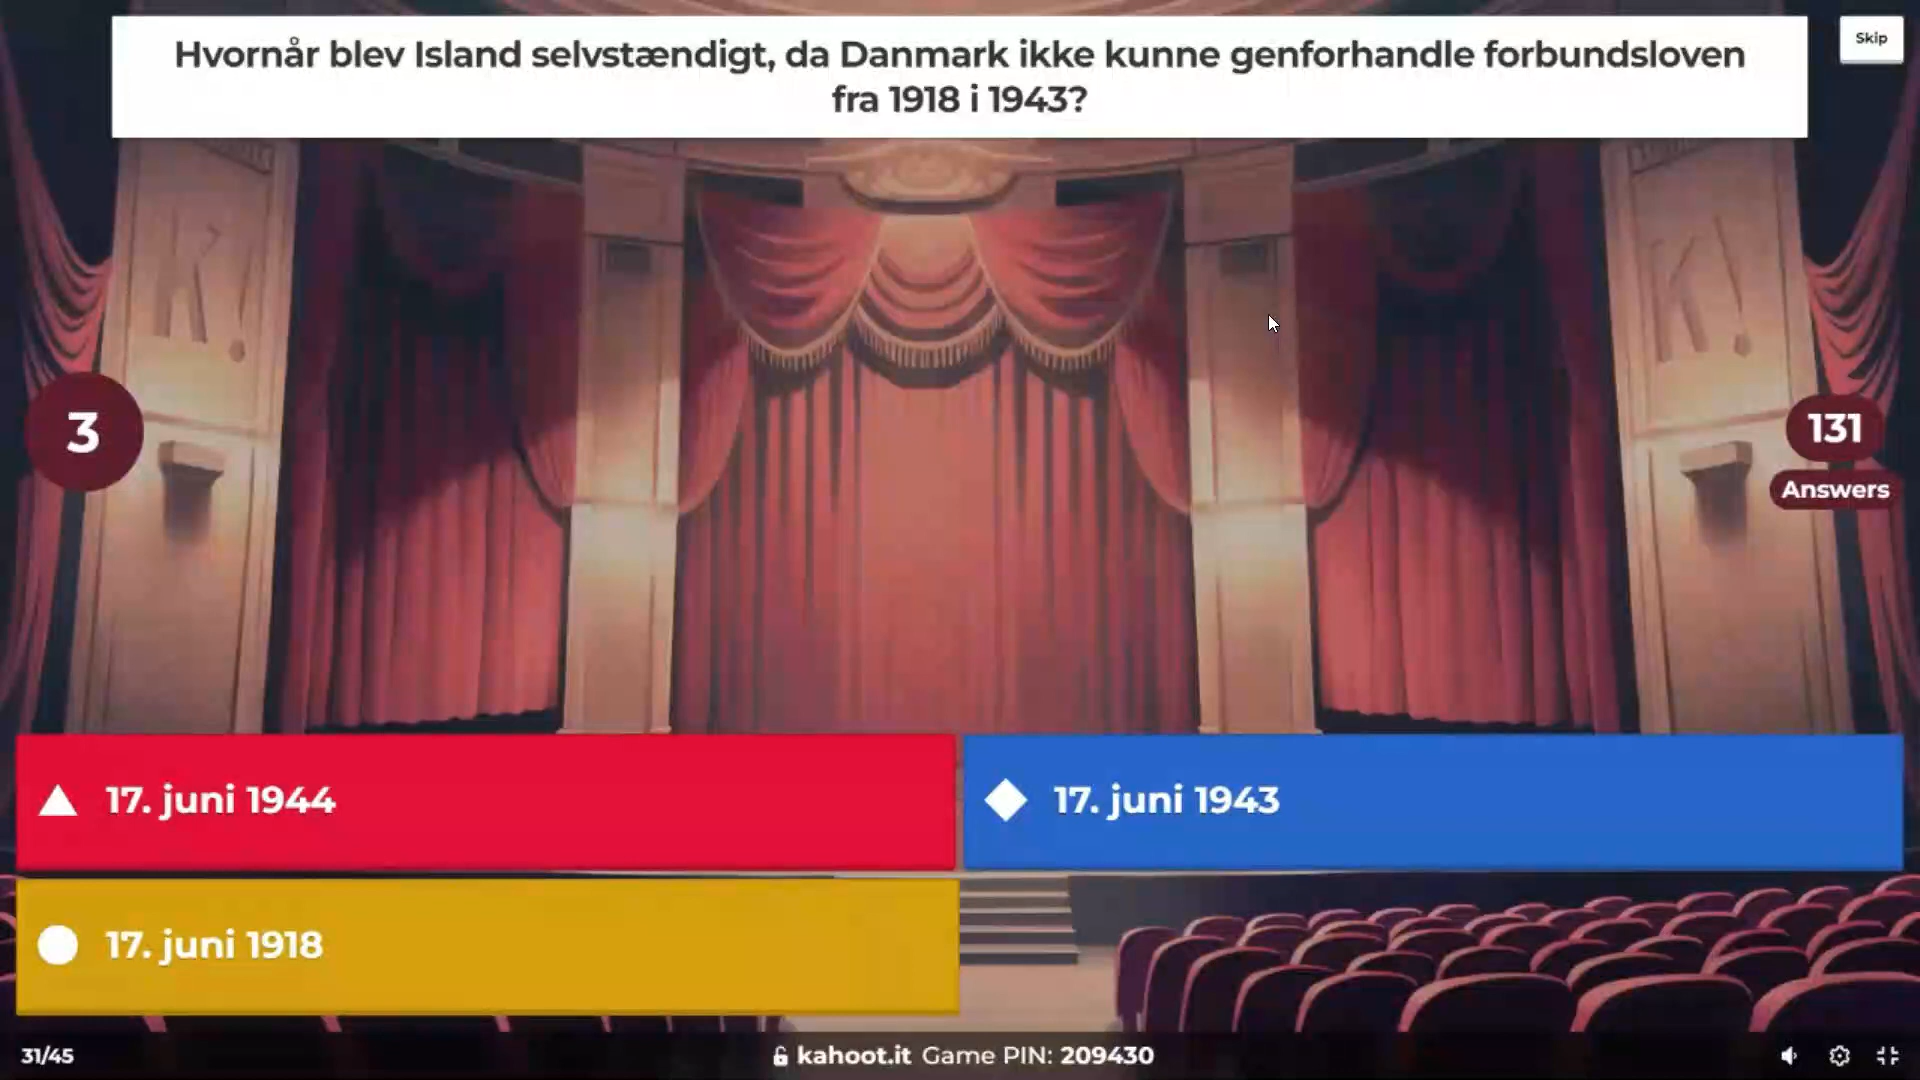 Hvornår blev Island selvstændigt, da Danmark ikke kunne genforhandle forbundsloven
fra 1918 i 1943?
Skip
K!
K!
3
131
Answers
17. juni 1944
17. juni 1943
17. juni 1918
31/45
kahoot.it Game PIN: 209430